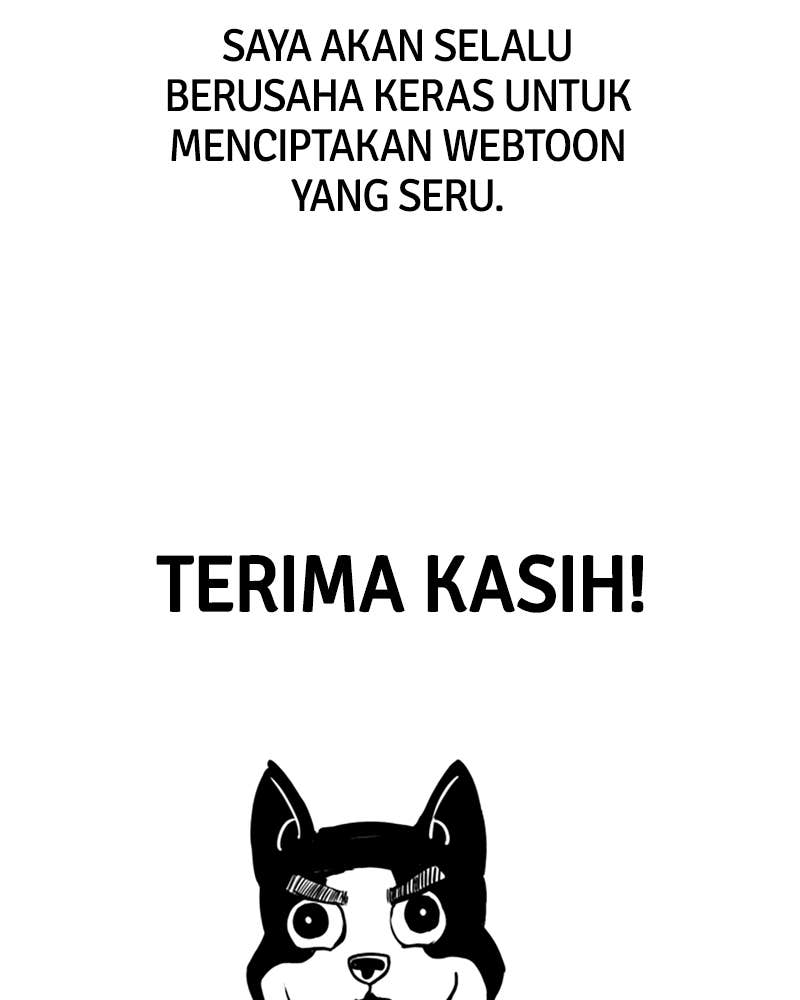 SAYA AKAN SELALU
BERUSAHA KERAS UNTUK
MENCIPTAKAN WEBTOON
YANG SERU.
TERIMA KASIH!